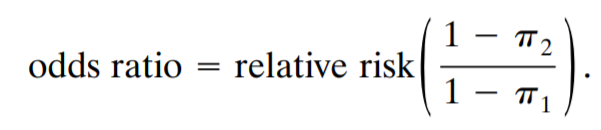 odds ratio = relative risk(1 − π₂ / 1 − π₁).